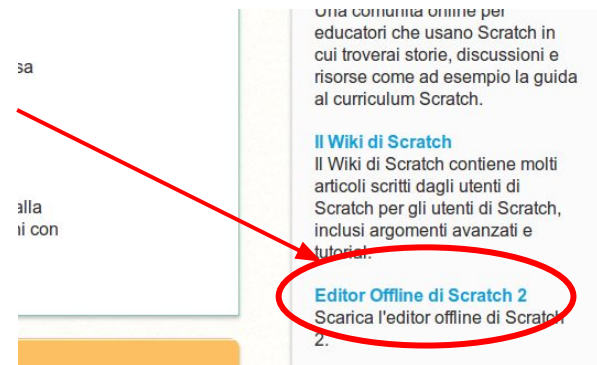 sa
alla
ni con
Una comunità online per
educatori che usano Scratch in
cui troverai storie, discussioni e
risorse come ad esempio la guida
al curriculum Scratch.
Il Wiki di Scratch
Il Wiki di Scratch contiene molti
articoli scritti dagli utenti di
Scratch per gli utenti di Scratch,
inclusi argomenti avanzati e
tutorial.
Editor Offline di Scratch 2
Scarica l'editor offline di Scratch
2.